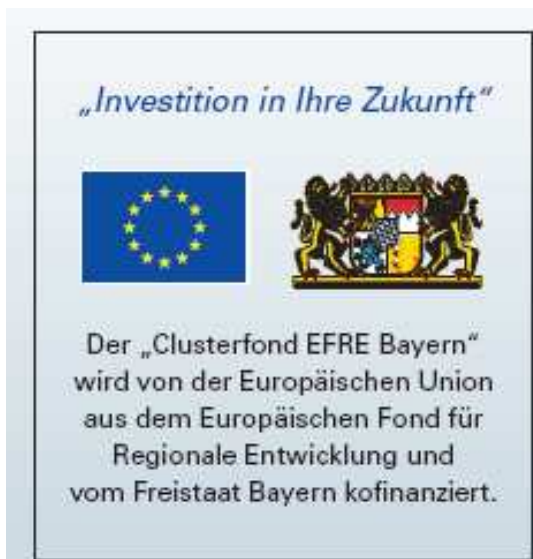 „Investition in Ihre Zukunft“
Der „Clusterfond EFRE Bayern“
wird von der Europäischen Union
aus dem Europäischen Fond für
Regionale Entwicklung und
vom Freistaat Bayern kofinanziert.